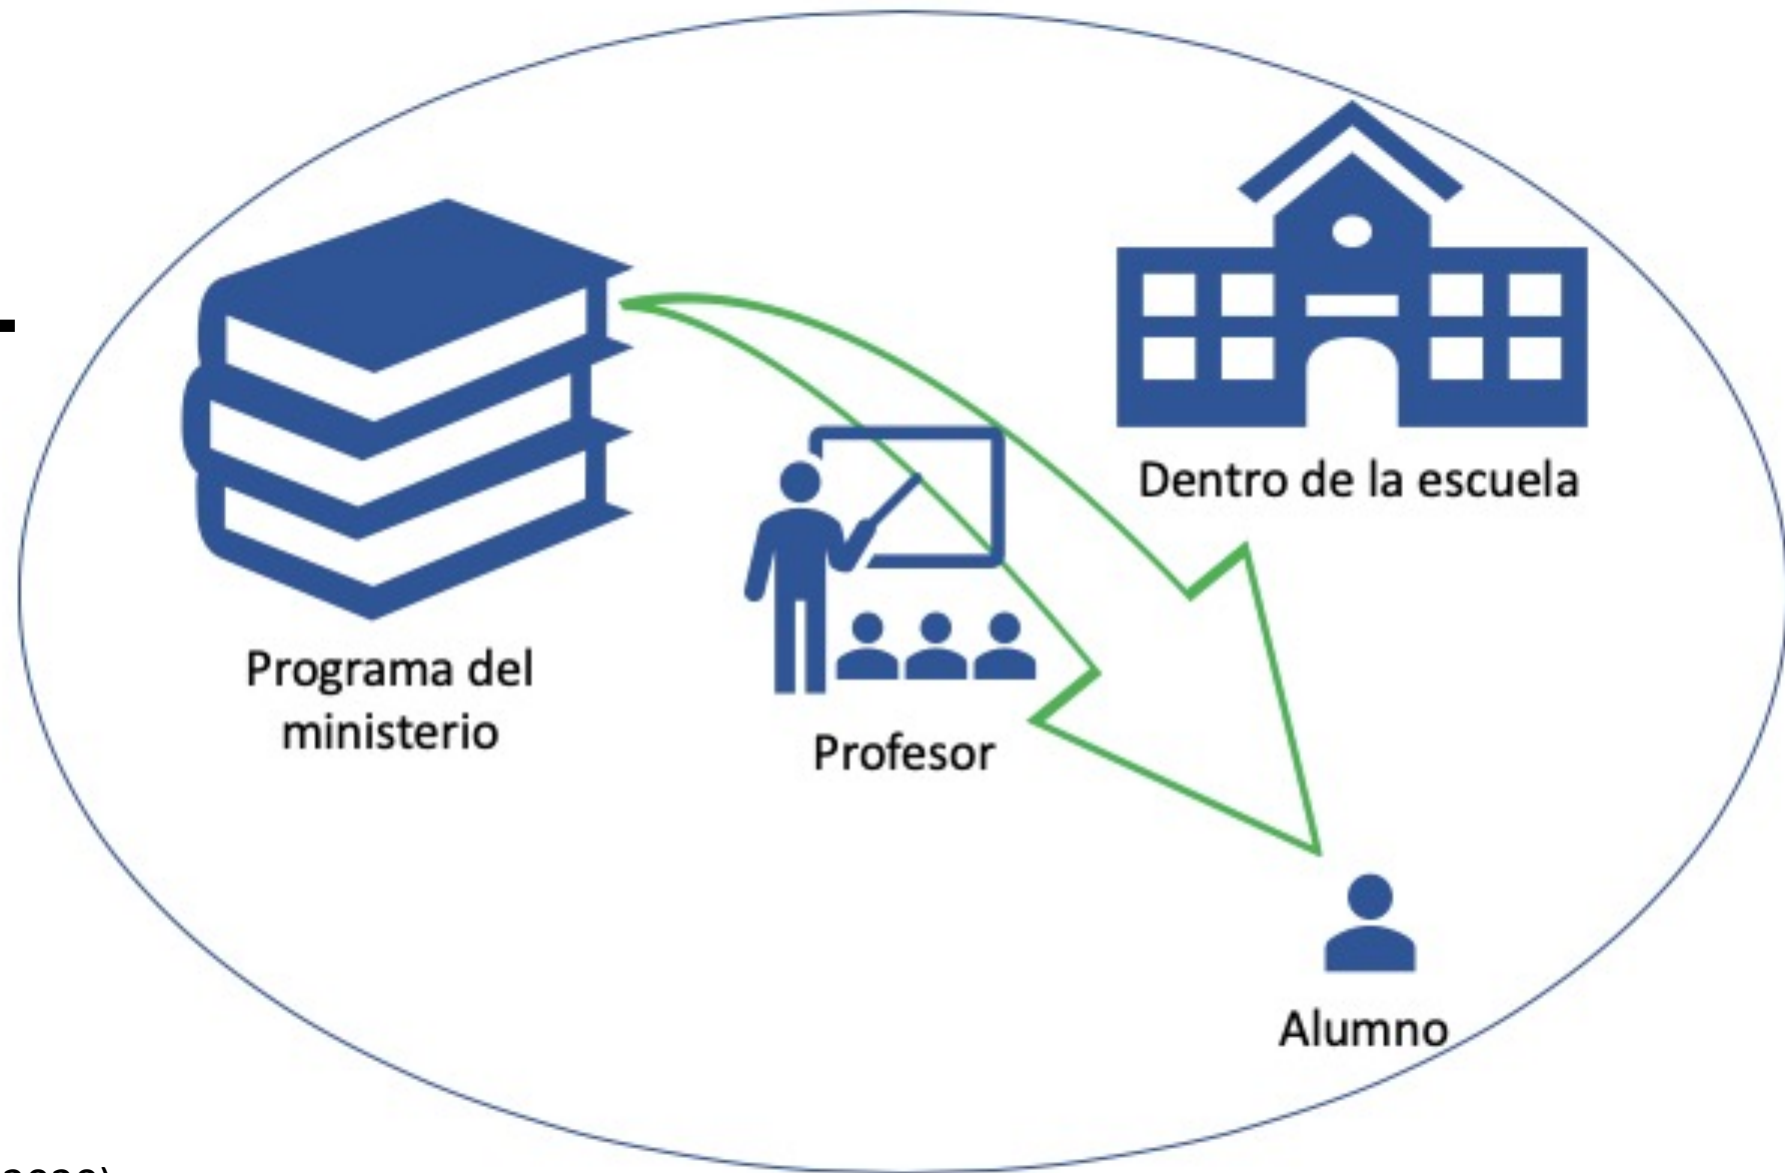 Dentro de la escuela
Programa del
ministerio
Profesor
Alumno